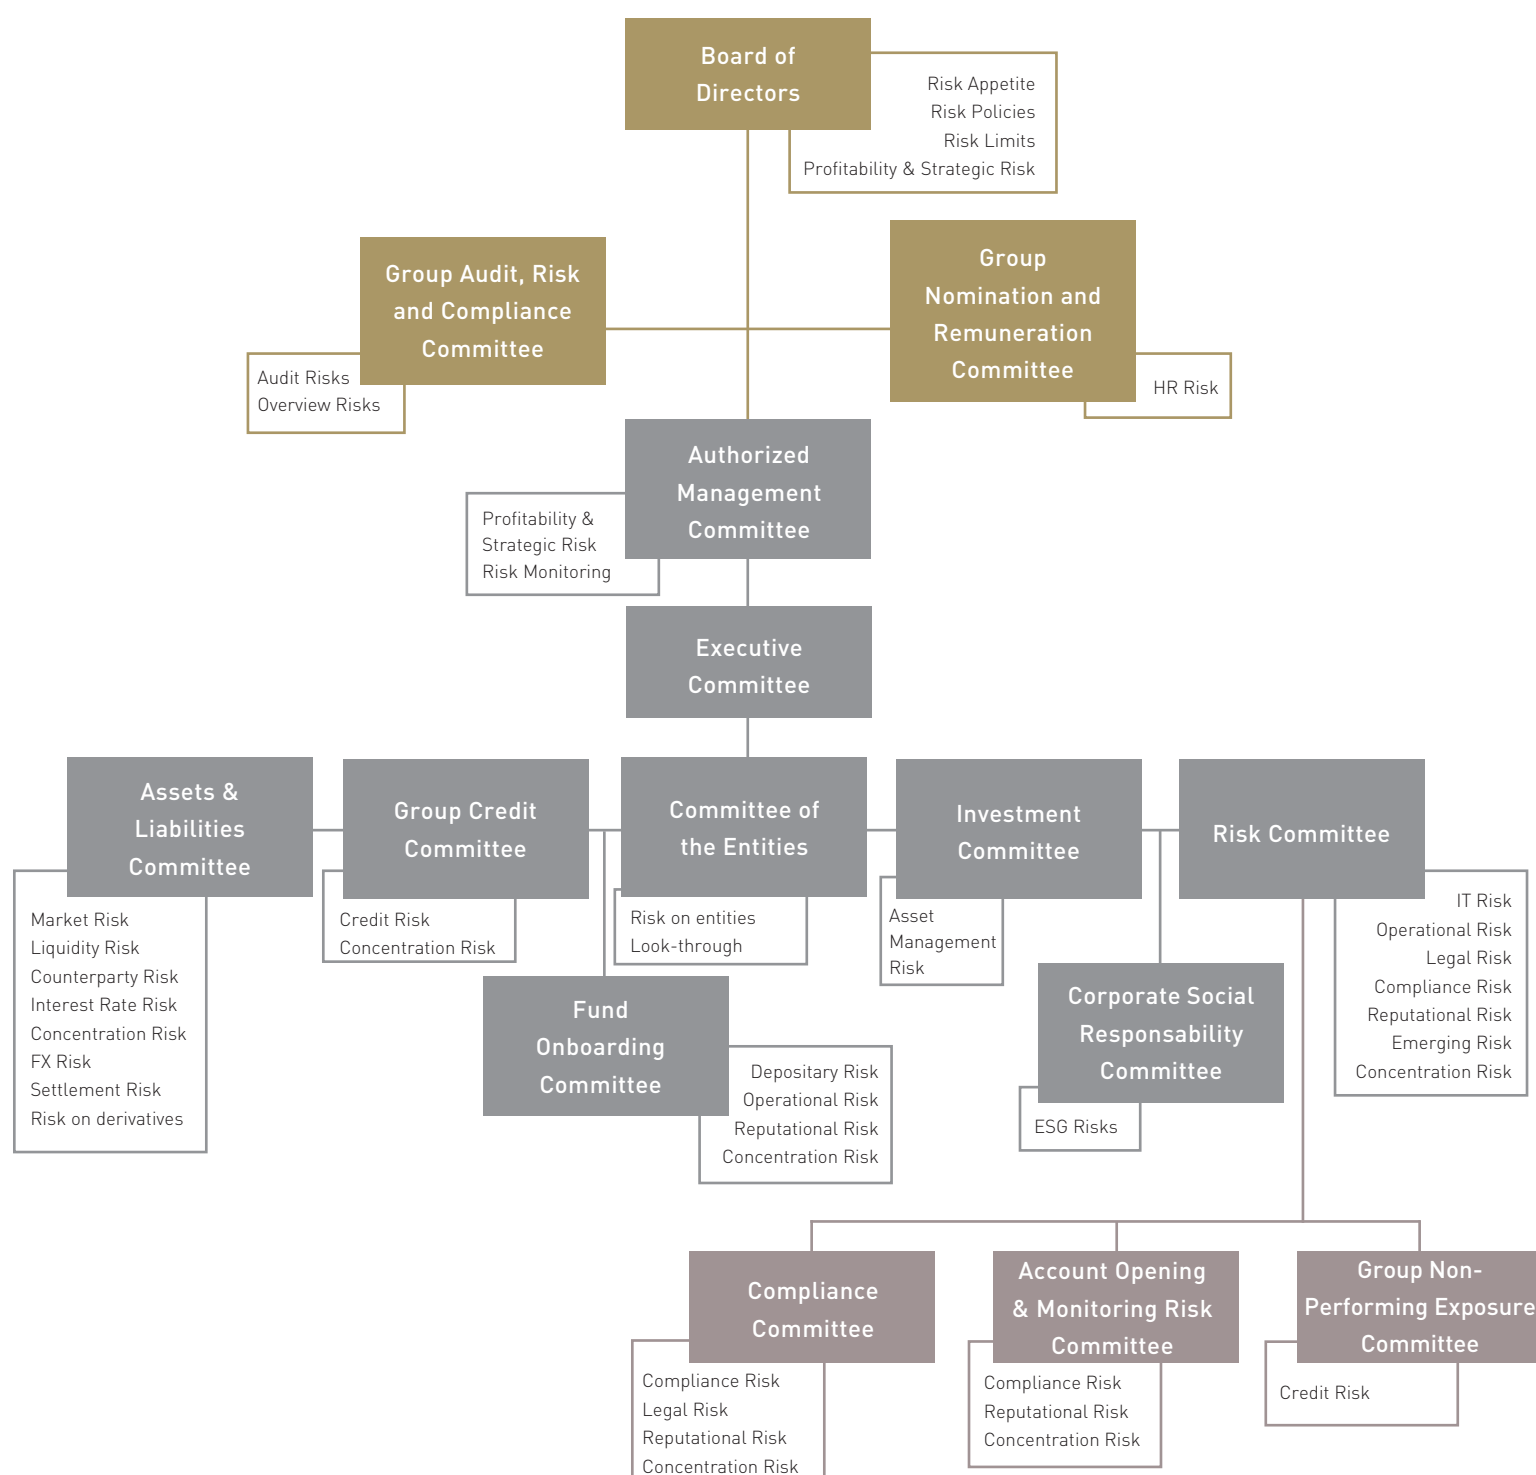 Board of
Directors
Risk Appetite
Risk Policies
Risk Limits
Profitability & Strategic Risk
Group Audit, Risk
and Compliance
Committee
Audit Risks
Overview Risks
Group
Nomination and
Remuneration
Committee
HR Risk
Authorized
Management
Committee
Profitability &
Strategic Risk
Risk Monitoring
Executive
Committee
Assets &
Liabilities
Committee
Market Risk
Liquidity Risk
Counterparty Risk
Interest Rate Risk
Concentration Risk
FX Risk
Settlement Risk
Risk on derivatives
Group Credit
Committee
Credit Risk
Concentration Risk
Fund
Onboarding
Committee
Depositary Risk
Operational Risk
Reputational Risk
Concentration Risk
Committee of
the Entities
Risk on entities
Look-through
Investment
Committee
Asset
Management
Risk
Corporate Social
Responsability
Committee
ESG Risks
Risk Committee
IT Risk
Operational Risk
Legal Risk
Compliance Risk
Reputational Risk
Emerging Risk
Concentration Risk
Compliance
Committee
Compliance Risk
Legal Risk
Reputational Risk
Concentration Risk
Account Opening
& Monitoring Risk
Committee
Compliance Risk
Reputational Risk
Concentration Risk
Group Non-
Performing Exposure
Committee
Credit Risk